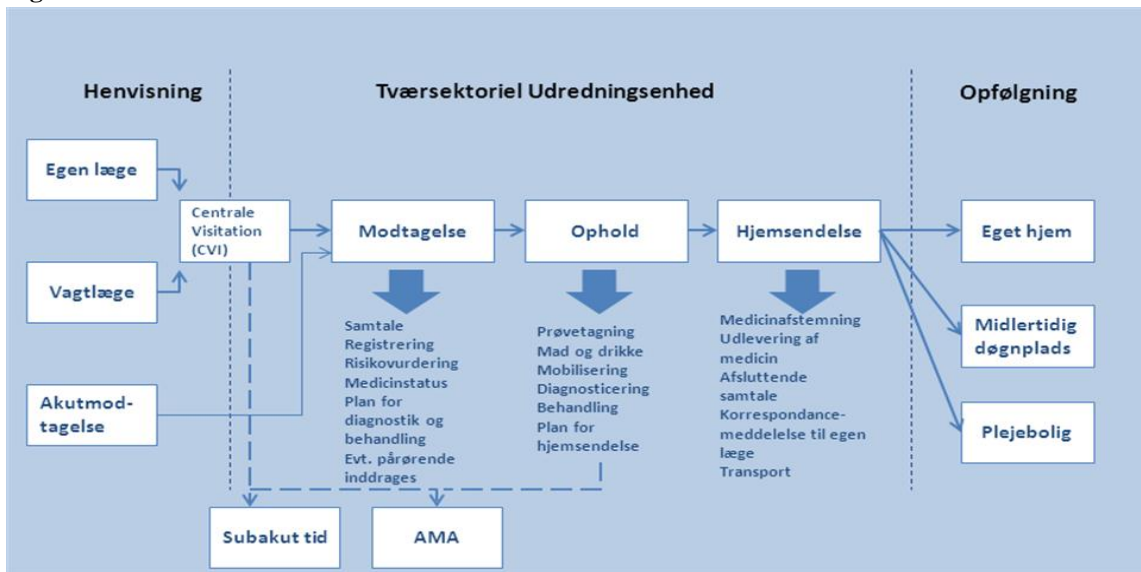 Henvisning
Tværsektoriel Udredningsenhed
Opfølgning
Egen læge
Vagtlæge
Akutmod-
tagelse
Centrale
Visitation
(CVI)
Modtagelse
Ophold
Hjemsendelse
Samtale
Registrering
Risikovurdering
Medicinstatus
Plan for
diagnostik og
behandling
Evt. pårørende
inddrages
Prøvetagning
Mad og drikke
Mobilisering
Diagnosticering
Behandling
Plan for
hjemsendelse
Medicinafstemning
Udlevering af
medicin
Afsluttende
samtale
Korrespondance-
meddelelse til egen
læge
Transport
Eget hjem
Midlertidig
døgnplads
Plejebolig
Subakut tid
AMA